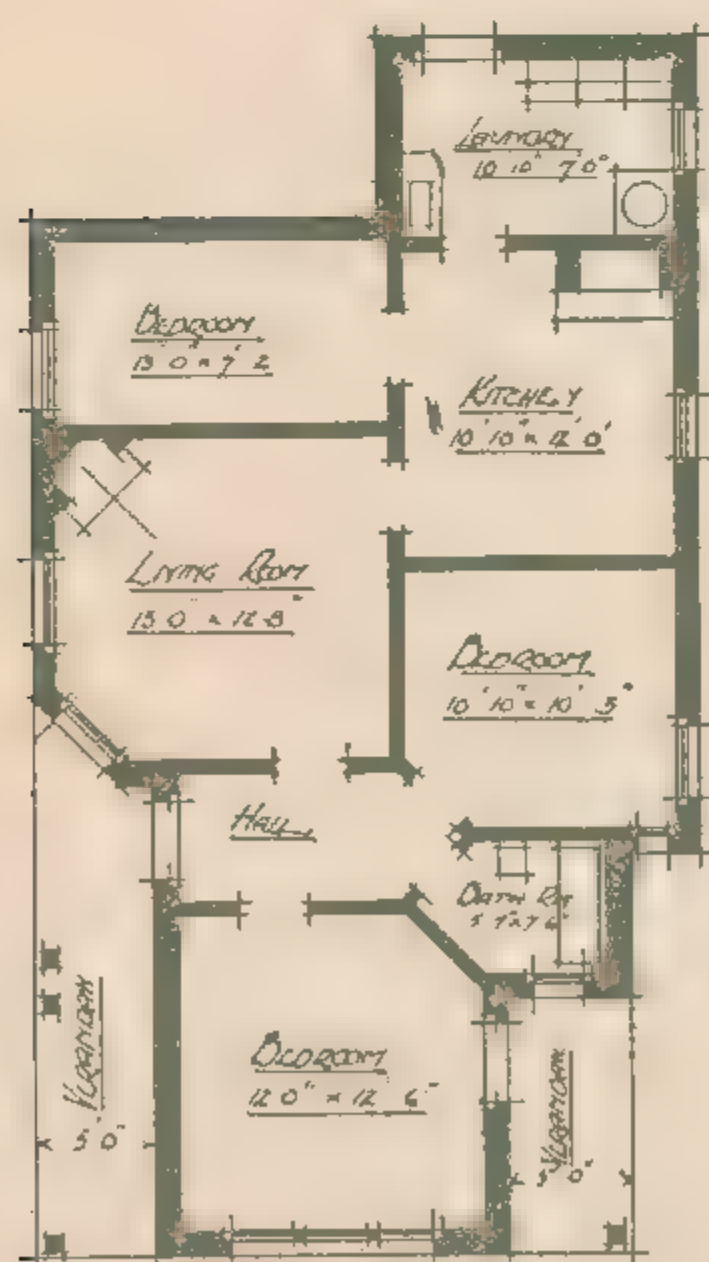 LAUNDRY
10' 10" 7' 0"
BEDROOM
13' 0" × 7' 2
KITCHEN
10' 10" × 12' 0"
LIVING ROOM
13 0 × 12 8"
BEDROOM
10' 10" × 10' 3"
HALL
BATH RM
VERANDAH
5' 0"
BEDROOM
12 0" × 12 6"
VERANDAH
5' 0"